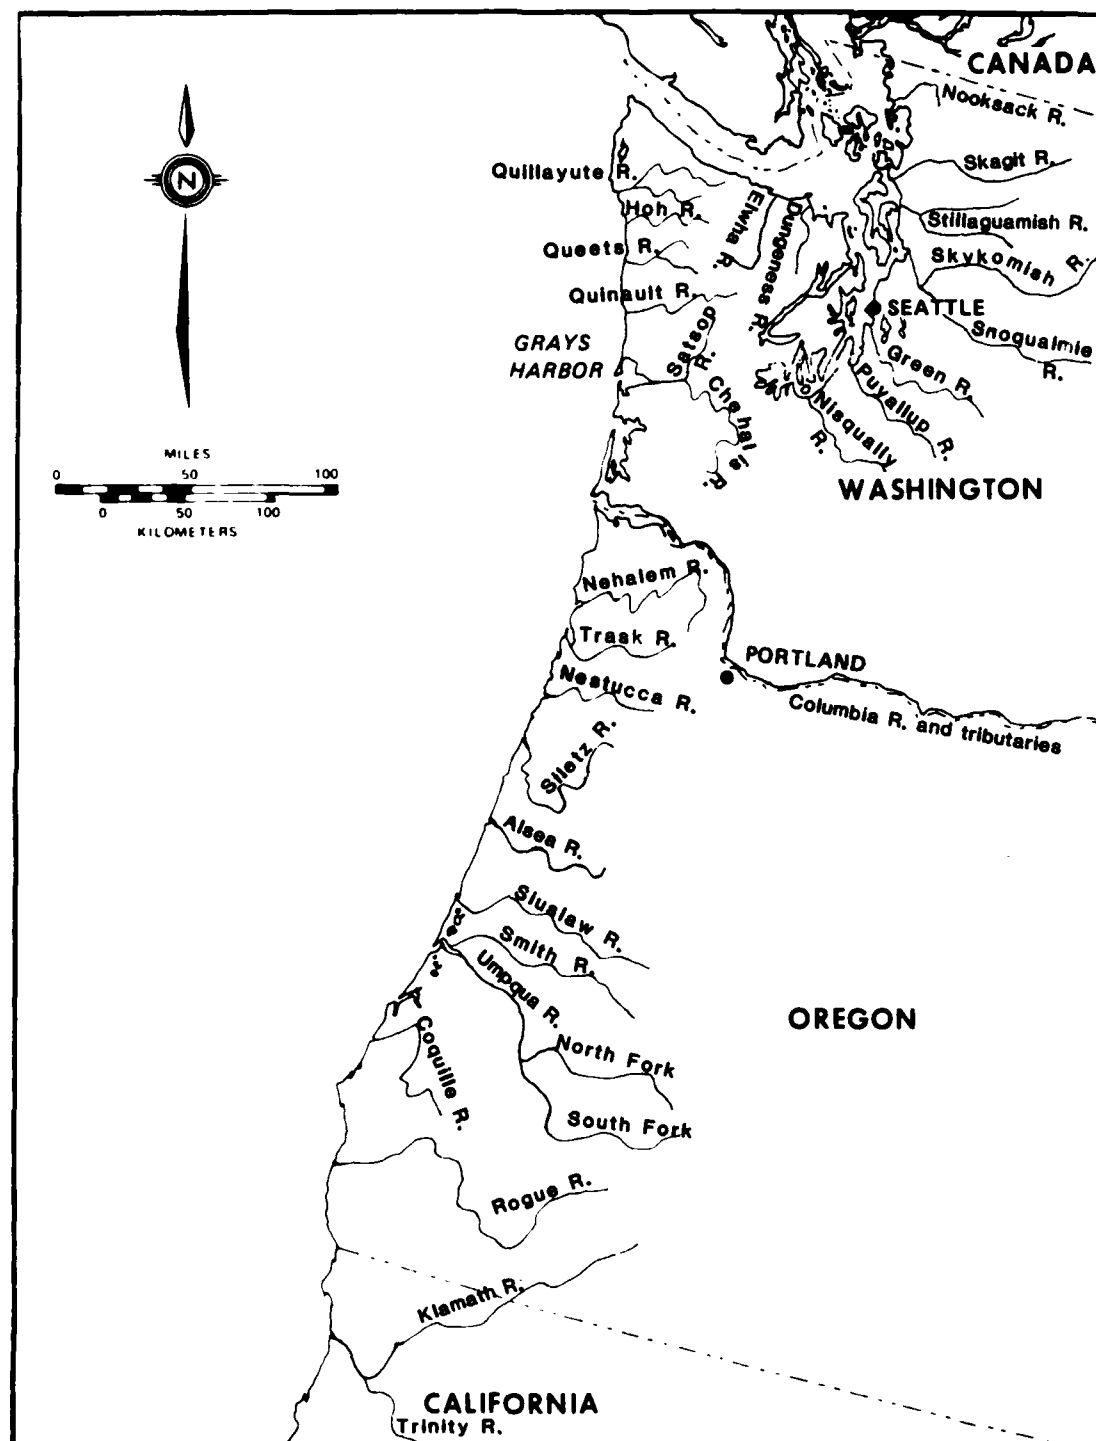 CANADA
Nooksack R.
Skagit R.
Quillayute R.
Hoh R.
Elwha R.
Dungeness R.
Stillaguamish R.
Queets R.
Skykomish R.
Quinault R.
SEATTLE
Satsop R.
Snoqualmie R.
GRAYS
HARBOR
Green R.
Puyallup R.
Chehalis R.
Nisqually R.
N
MILES
0 50 100
0 50 100
KILOMETERS
WASHINGTON
Nehalem R.
Trask R.
PORTLAND
Nestucca R.
Columbia R. and tributaries
Siletz R.
Alsea R.
Siualaw R.
Smith R.
Umpqua R.
OREGON
Coquille R.
North Fork
South Fork
Rogue R.
Klamath R.
CALIFORNIA
Trinity R.